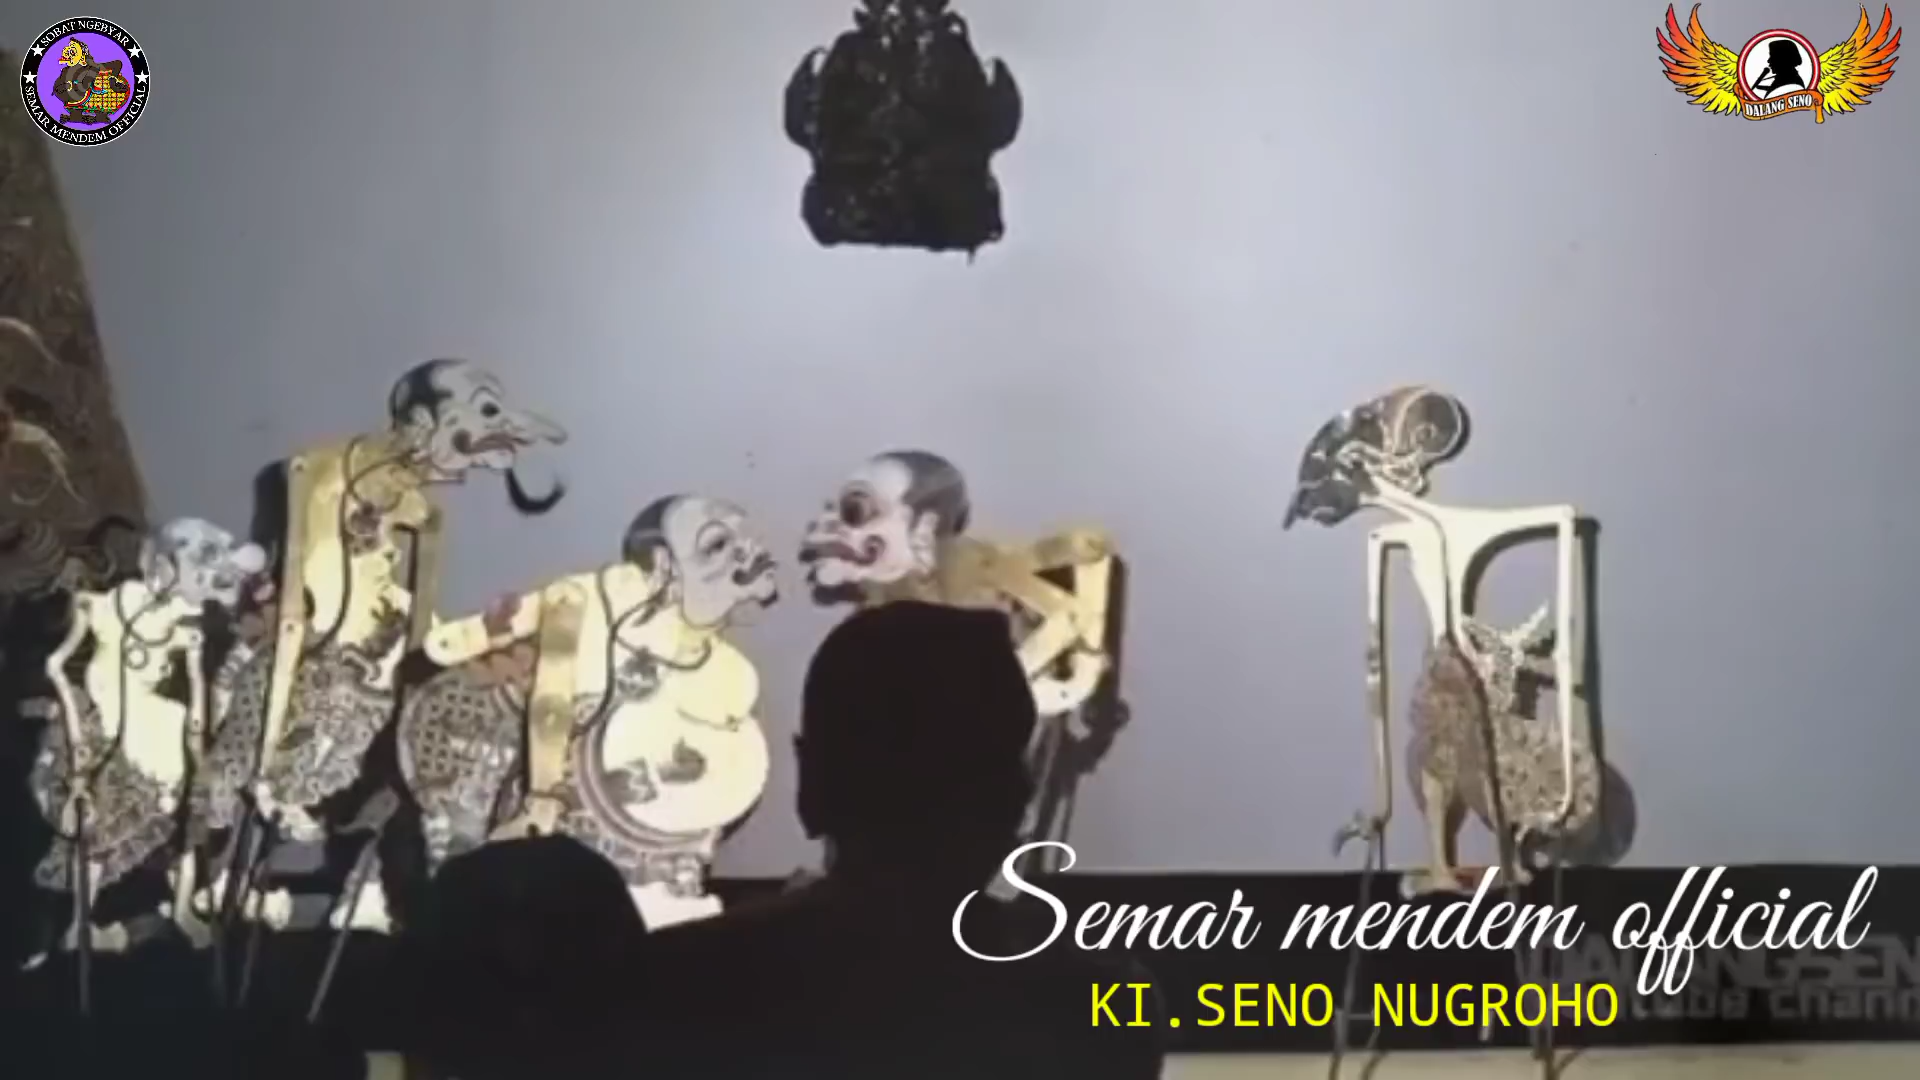 SOBAT NGEBYAR
SEMAR MENDEM OFFICIAL
DALANG SENO
Semar mendem official
KI.SENO NUGROHO